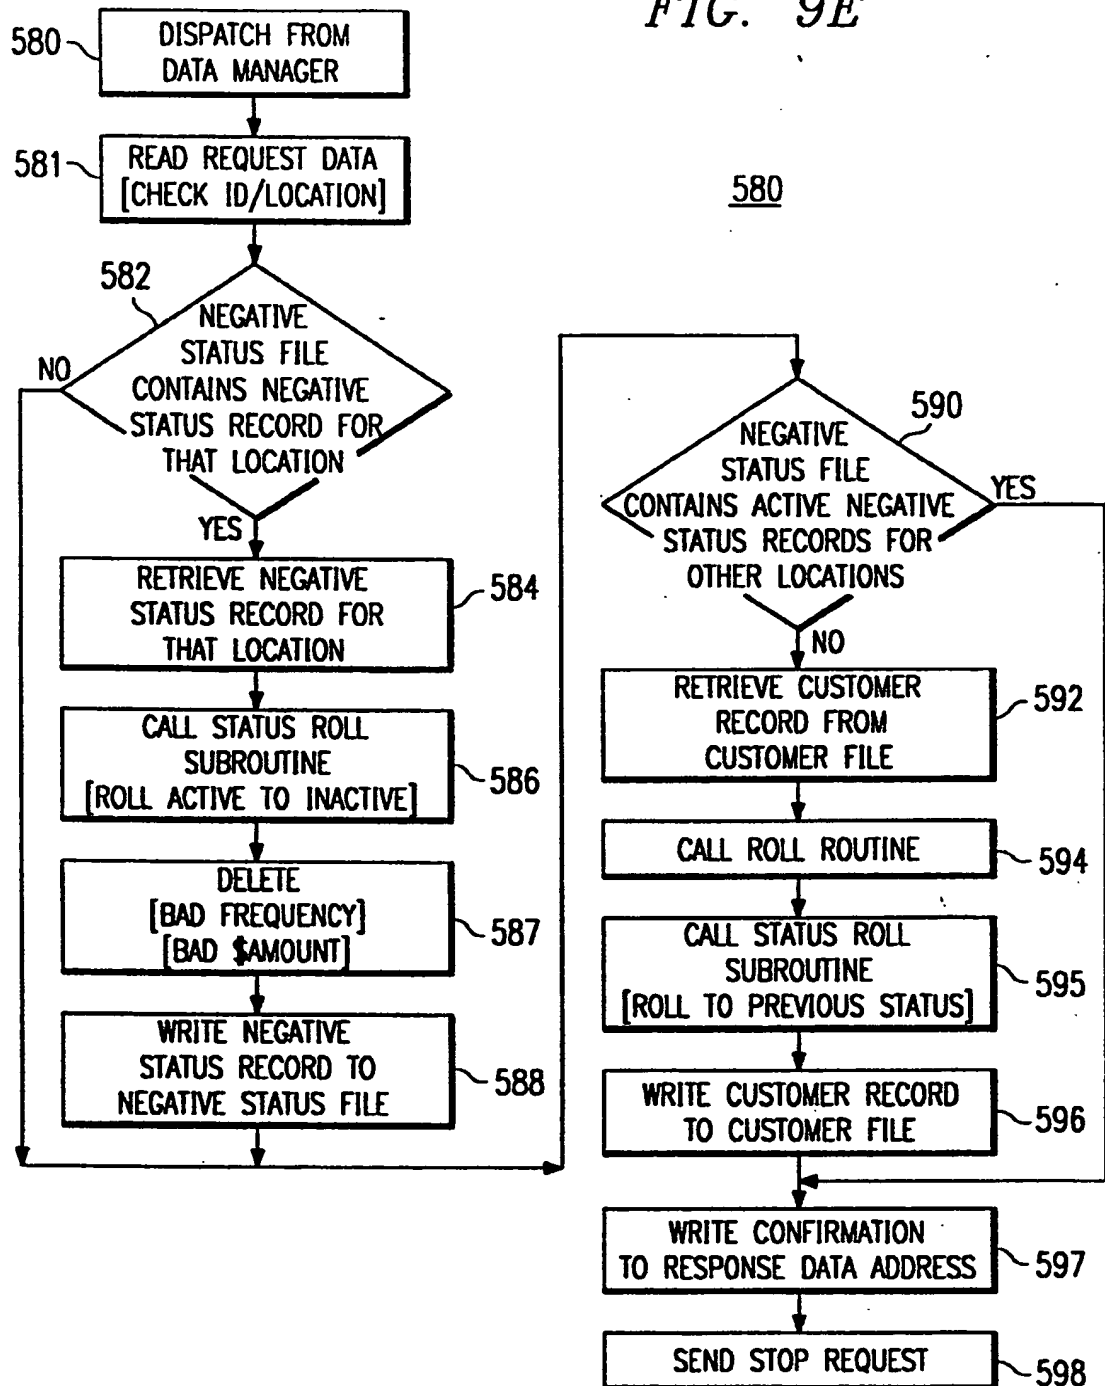 FIG. 9E
580
DISPATCH FROM
DATA MANAGER
581
READ REQUEST DATA
[CHECK ID/LOCATION]
580
582
NEGATIVE
STATUS FILE
CONTAINS NEGATIVE
STATUS RECORD FOR
THAT LOCATION
NO
YES
RETRIEVE NEGATIVE
STATUS RECORD FOR
THAT LOCATION
584
CALL STATUS ROLL
SUBROUTINE
[ROLL ACTIVE TO INACTIVE]
586
DELETE
[BAD FREQUENCY]
[BAD $AMOUNT]
587
WRITE NEGATIVE
STATUS RECORD TO
NEGATIVE STATUS FILE
588
590
NEGATIVE
STATUS FILE
CONTAINS ACTIVE NEGATIVE
STATUS RECORDS FOR
OTHER LOCATIONS
YES
NO
RETRIEVE CUSTOMER
RECORD FROM
CUSTOMER FILE
592
CALL ROLL ROUTINE
594
CALL STATUS ROLL
SUBROUTINE
[ROLL TO PREVIOUS STATUS]
595
WRITE CUSTOMER RECORD
TO CUSTOMER FILE
596
WRITE CONFIRMATION
TO RESPONSE DATA ADDRESS
597
SEND STOP REQUEST
598